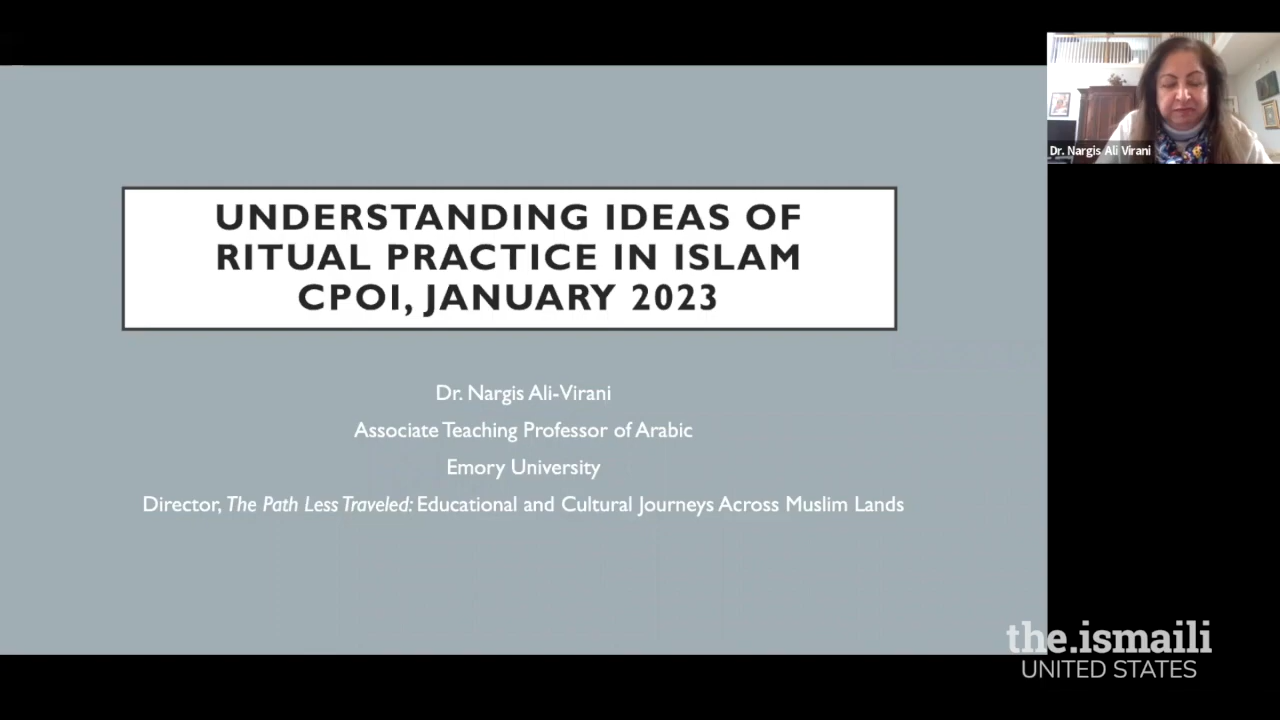 UNDERSTANDING IDEAS OF
RITUAL PRACTICE IN ISLAM
CPOI, JANUARY 2023
Dr. Nargis Ali-Virani
Associate Teaching Professor of Arabic
Emory University
Director, The Path Less Traveled: Educational and Cultural Journeys Across Muslim Lands
Dr. Nargis Ali Virani
the.ismaili
UNITED STATES